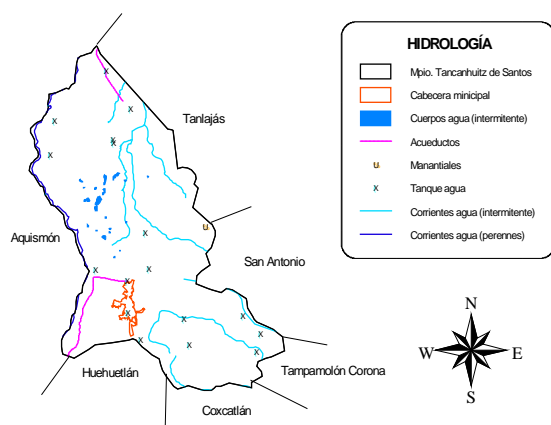 HIDROLOGÍA
Mpio. Tancanhuitz de Santos
Cabecera minicipal
Cuerpos agua (intermitente)
Acueductos
u Manantiales
x Tanque agua
Corrientes agua (intermitente)
Corrientes agua (perennes)
Tanlajás
Aquismón
San Antonio
Huehuetlán
Tampamolón Corona
Coxcatlán
N
W E
S